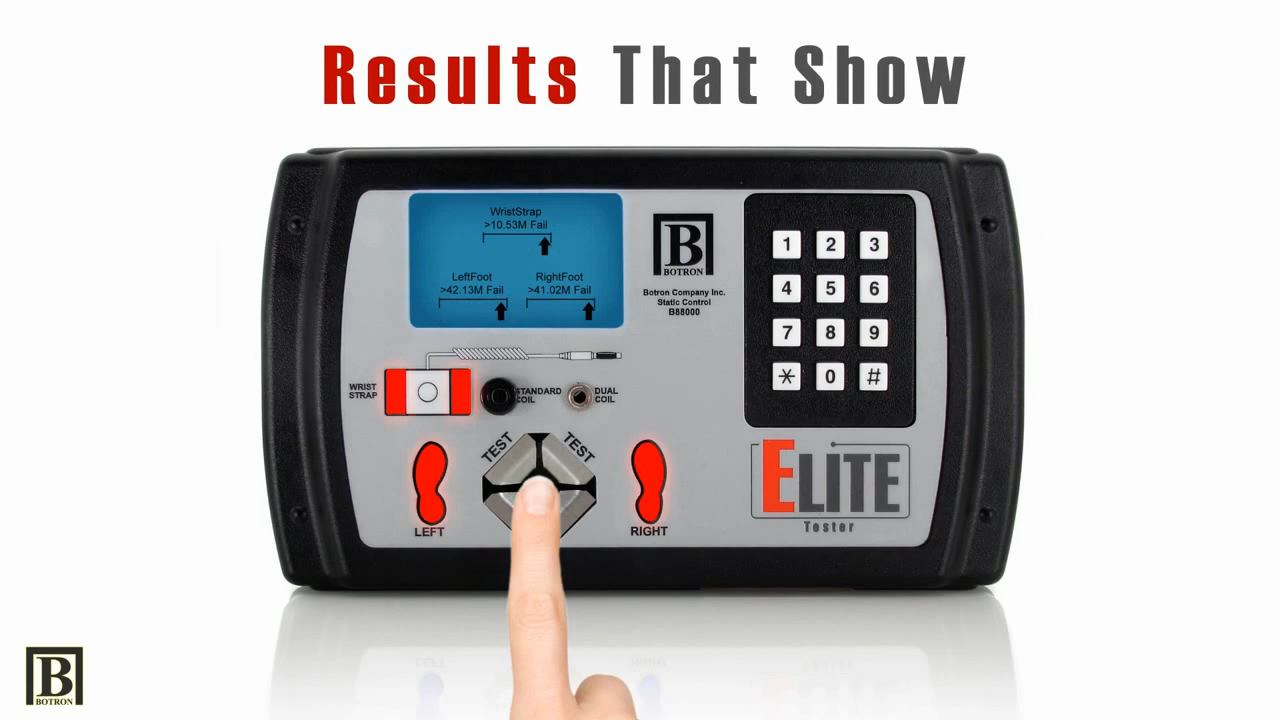 Results That Show
WristStrap
>10.53M Fail
LeftFoot
>42.13M Fail
RightFoot
>41.02M Fail
B
BOTRON
Botron Company Inc.
Static Control
B88000
1 2 3
4 5 6
7 8 9
* 0 #
WRIST
STRAP
STANDARD
COIL
DUAL
COIL
TEST TEST
LEFT
RIGHT
ELITE
Tester
B
BOTRON